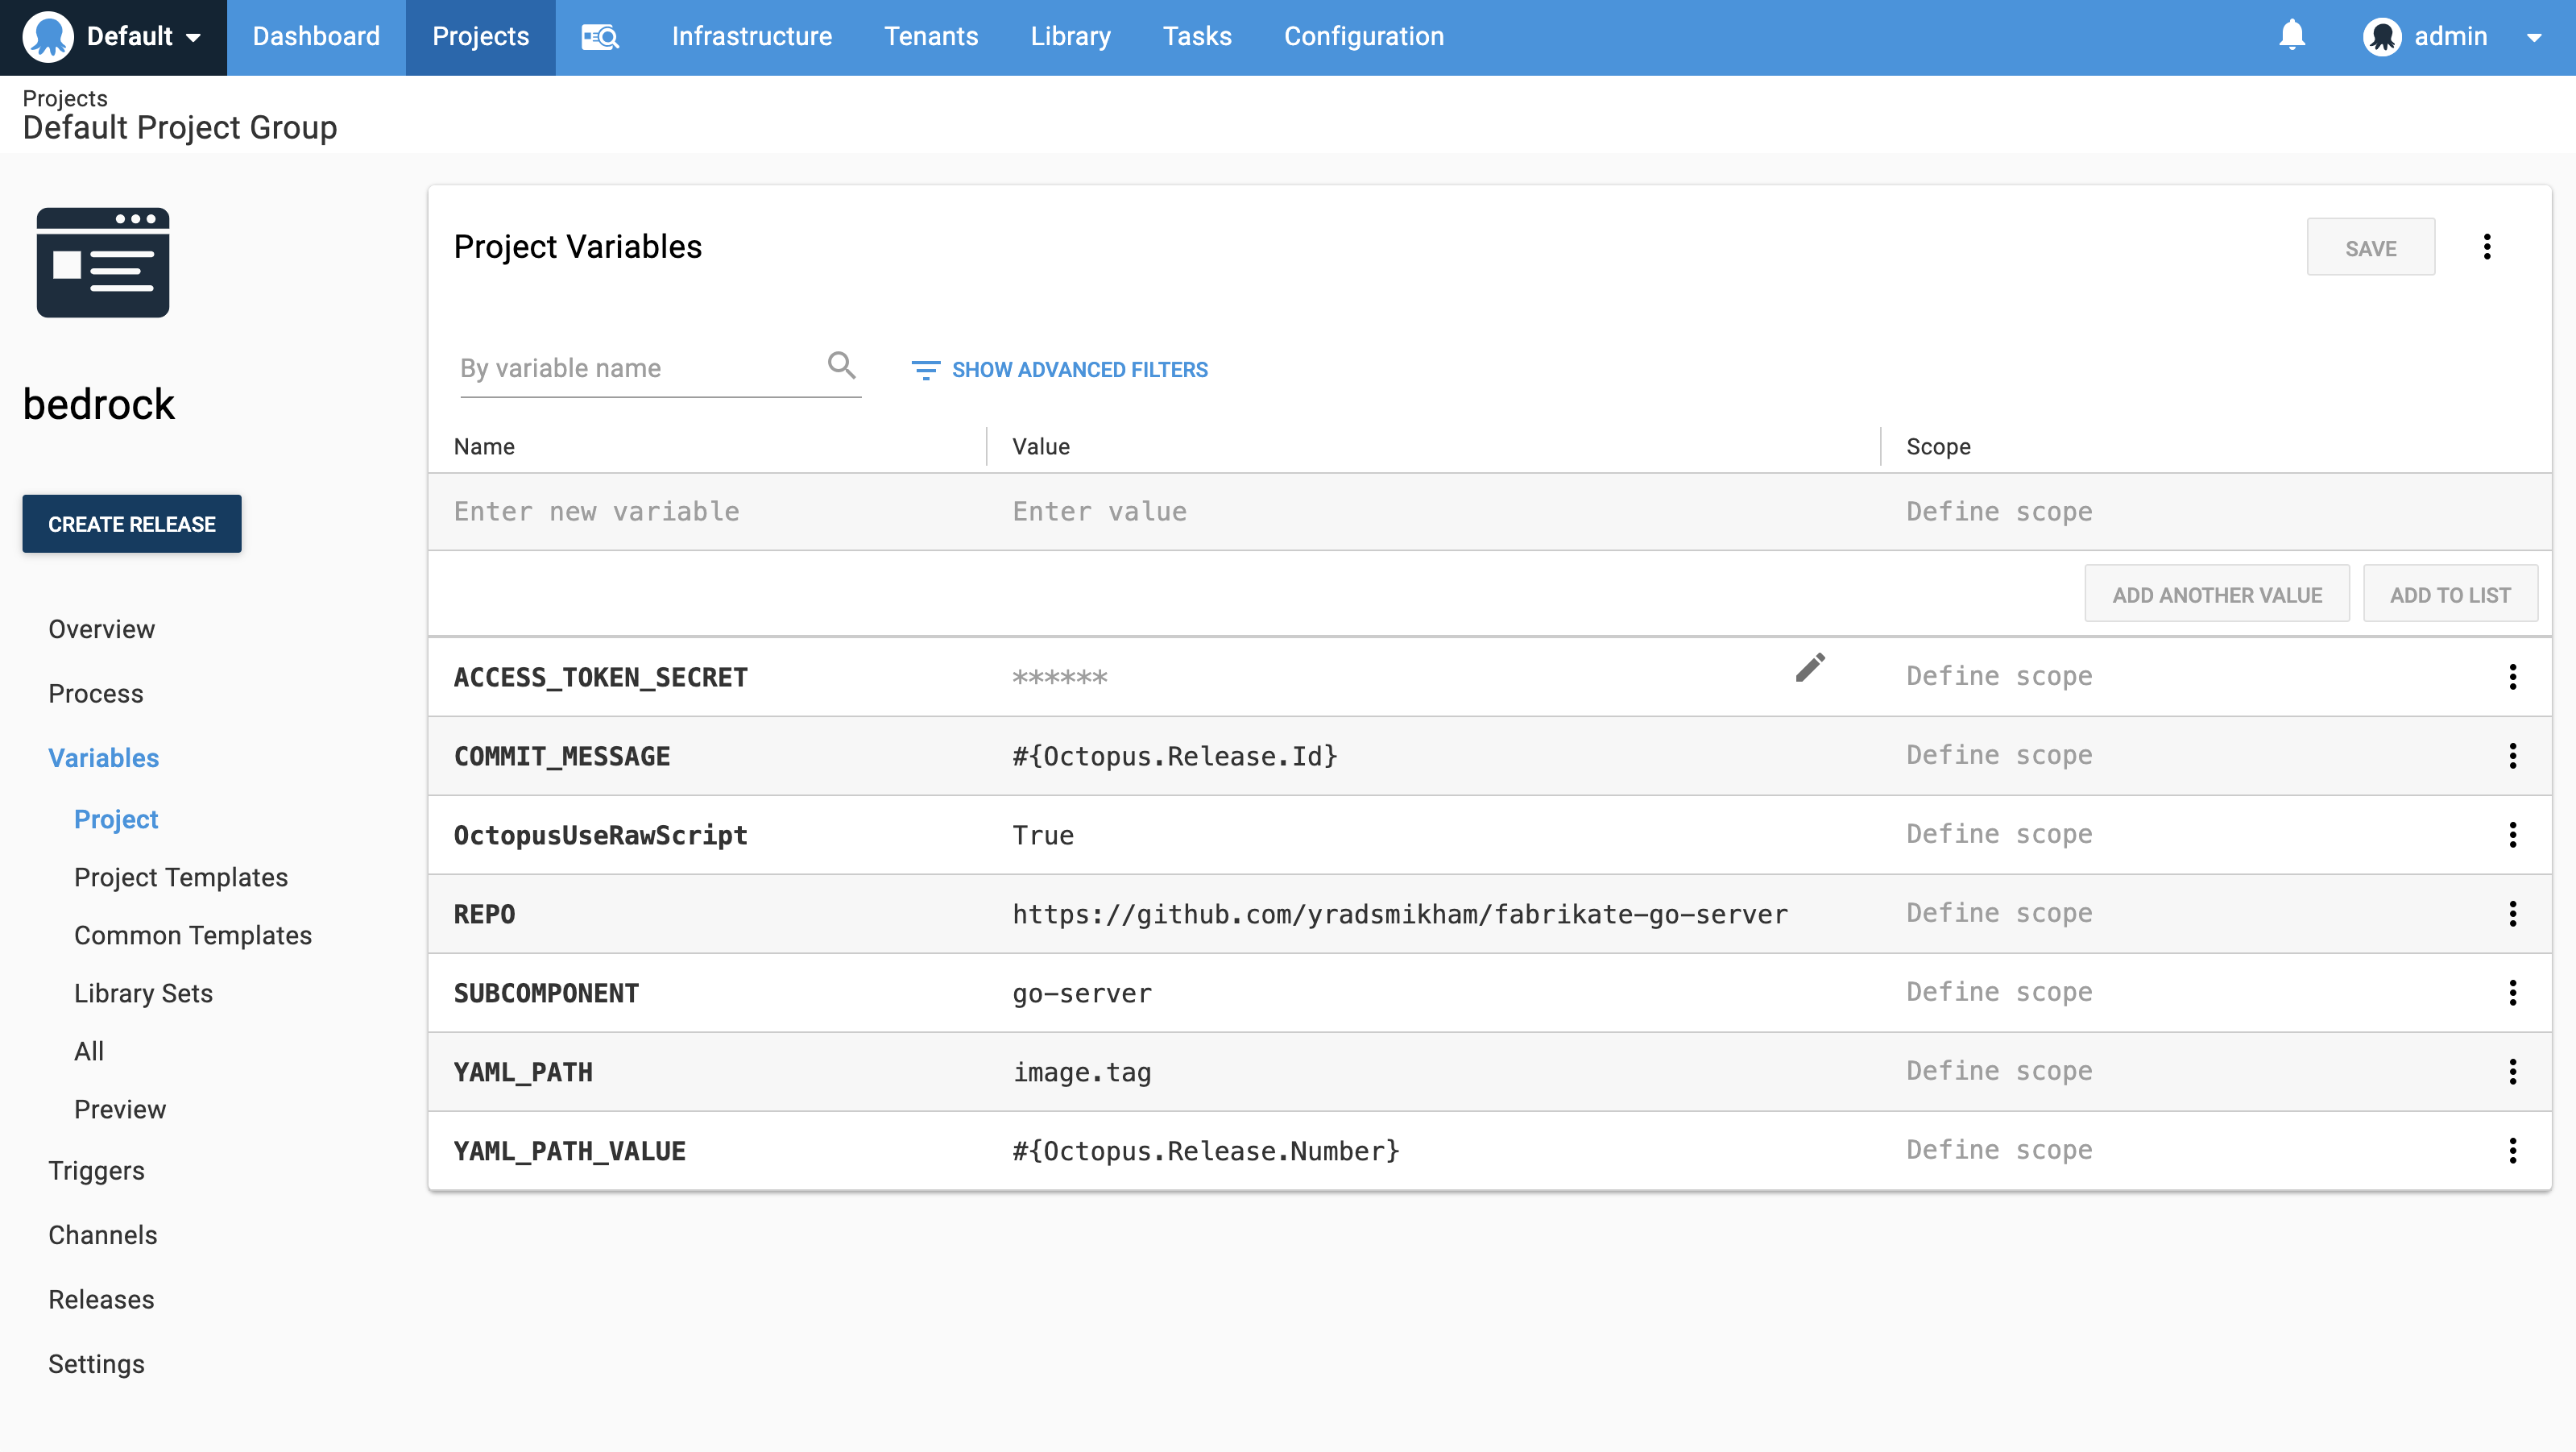 Default
Dashboard
Projects
Infrastructure
Tenants
Library
Tasks
Configuration
admin
Projects
Default Project Group
bedrock
CREATE RELEASE
Overview
Process
Variables
Project
Project Templates
Common Templates
Library Sets
All
Preview
Triggers
Channels
Releases
Settings
Project Variables
SAVE
By variable name
SHOW ADVANCED FILTERS
Name Value Scope
Enter new variable Enter value Define scope
ADD ANOTHER VALUE ADD TO LIST
ACCESS_TOKEN_SECRET ****** Define scope
COMMIT_MESSAGE #{Octopus.Release.Id} Define scope
OctopusUseRawScript True Define scope
REPO https://github.com/yradsmikham/fabrikate-go-server Define scope
SUBCOMPONENT go-server Define scope
YAML_PATH image.tag Define scope
YAML_PATH_VALUE #{Octopus.Release.Number} Define scope